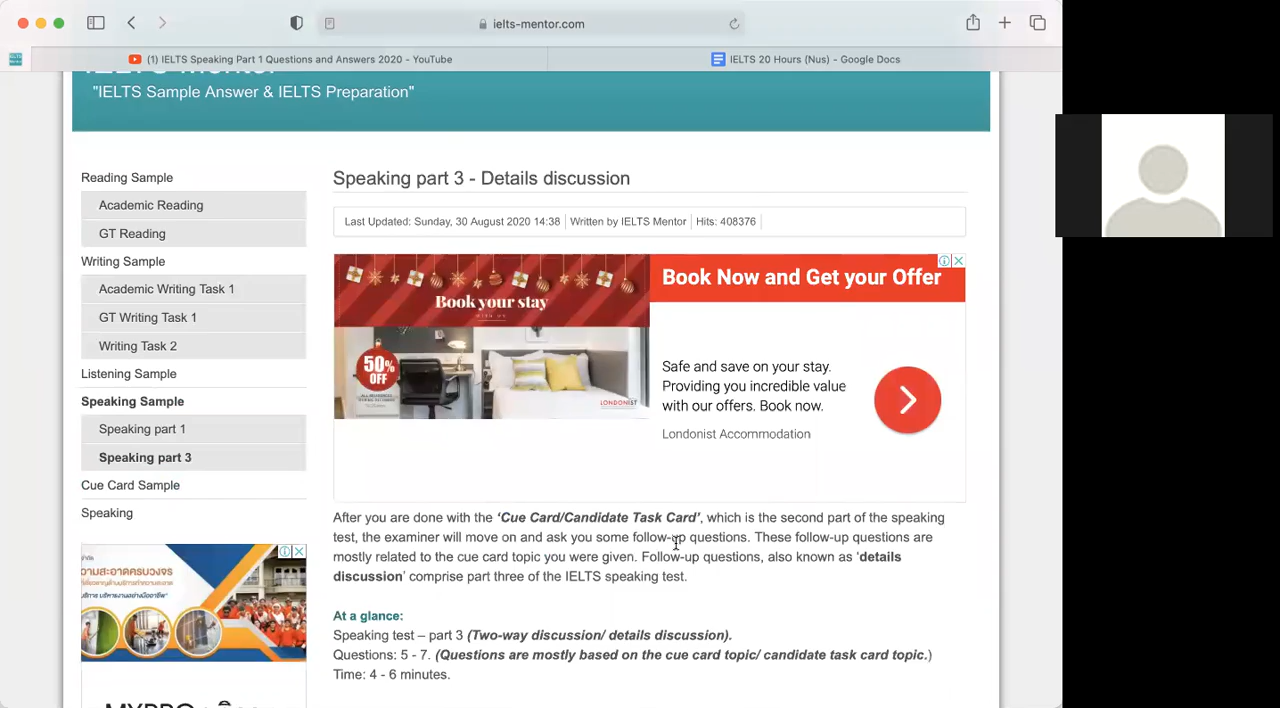 ielts-mentor.com
(1) IELTS Speaking Part 1 Questions and Answers 2020 - YouTube
IELTS 20 Hours (Nus) - Google Docs
"IELTS Sample Answer & IELTS Preparation"
Reading Sample
Academic Reading
GT Reading
Writing Sample
Academic Writing Task 1
GT Writing Task 1
Writing Task 2
Listening Sample
Speaking Sample
Speaking part 1
Speaking part 3
Cue Card Sample
Speaking
Speaking part 3 - Details discussion
Last Updated: Sunday, 30 August 2020 14:38 Written by IELTS Mentor Hits: 408376
Book your stay
WITH US
50%
OFF
LONDONIST
Book Now and Get your Offer
Safe and save on your stay.
Providing you incredible value
with our offers. Book now.
Londonist Accommodation
After you are done with the ‘Cue Card/Candidate Task Card’, which is the second part of the speaking
test, the examiner will move on and ask you some follow-up questions. These follow-up questions are
mostly related to the cue card topic you were given. Follow-up questions, also known as ‘details
discussion’ comprise part three of the IELTS speaking test.
At a glance:
Speaking test – part 3 (Two-way discussion/ details discussion).
Questions: 5 - 7. (Questions are mostly based on the cue card topic/ candidate task card topic.)
Time: 4 - 6 minutes.